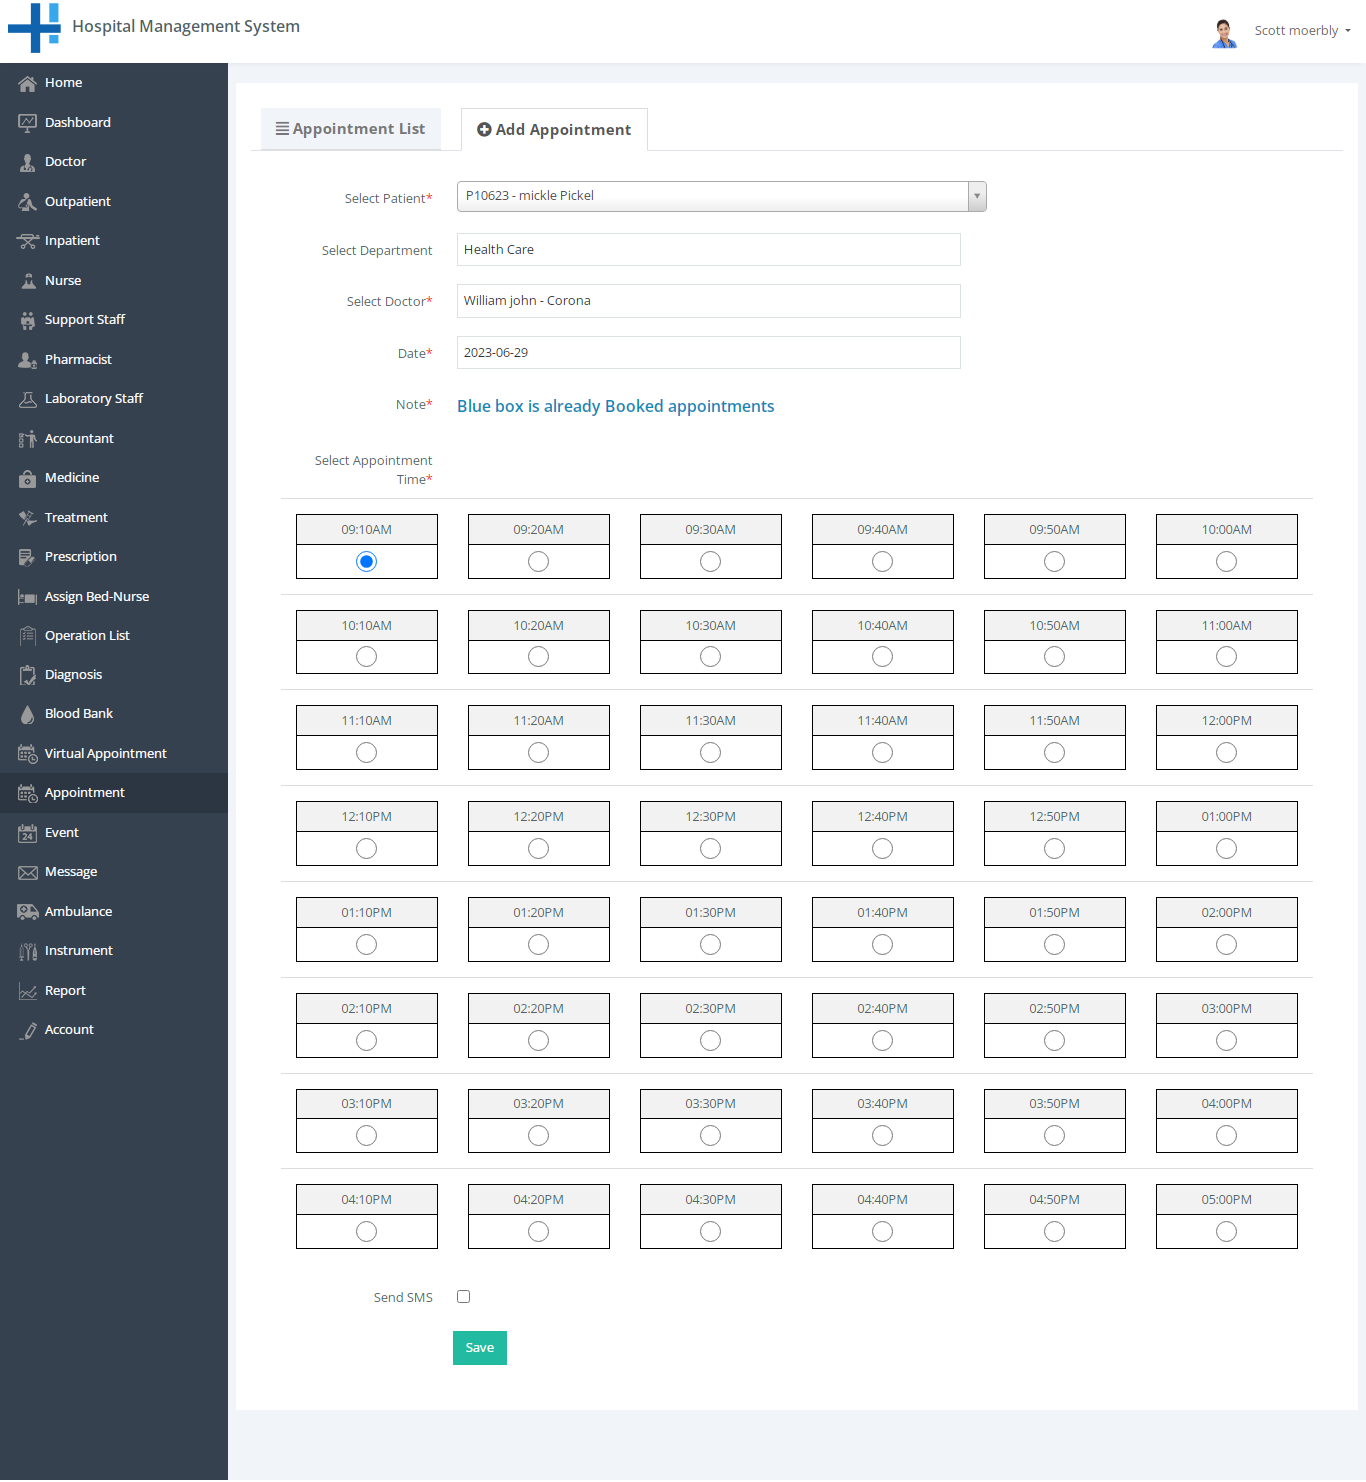 Hospital Management System
Scott moerbly
Home
Dashboard
Doctor
Outpatient
Inpatient
Nurse
Support Staff
Pharmacist
Laboratory Staff
Accountant
Medicine
Treatment
Prescription
Assign Bed-Nurse
Operation List
Diagnosis
Blood Bank
Virtual Appointment
Appointment
24
Event
Message
Ambulance
Instrument
Report
Account
Appointment List
Add Appointment
Select Patient*
P10623 - mickle Pickel
Select Department
Health Care
Select Doctor*
William john - Corona
Date*
2023-06-29
Note*
Blue box is already Booked appointments
Select Appointment
Time*
09:10AM 09:20AM 09:30AM 09:40AM 09:50AM 10:00AM
10:10AM 10:20AM 10:30AM 10:40AM 10:50AM 11:00AM
11:10AM 11:20AM 11:30AM 11:40AM 11:50AM 12:00PM
12:10PM 12:20PM 12:30PM 12:40PM 12:50PM 01:00PM
01:10PM 01:20PM 01:30PM 01:40PM 01:50PM 02:00PM
02:10PM 02:20PM 02:30PM 02:40PM 02:50PM 03:00PM
03:10PM 03:20PM 03:30PM 03:40PM 03:50PM 04:00PM
04:10PM 04:20PM 04:30PM 04:40PM 04:50PM 05:00PM
Send SMS
Save